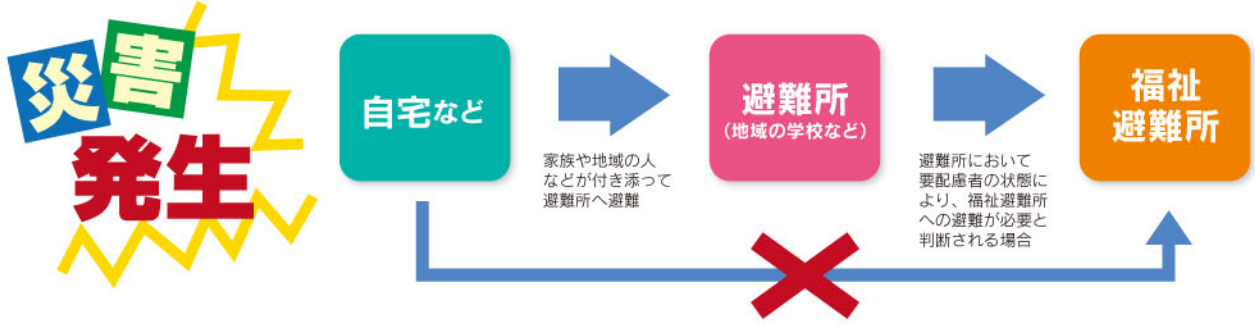 災害
発生
自宅など
家族や地域の人
などが付き添って
避難所へ避難
避難所
(地域の学校など)
避難所において
要配慮者の状態に
より、福祉避難所
への避難が必要と
判断される場合
福祉
避難所